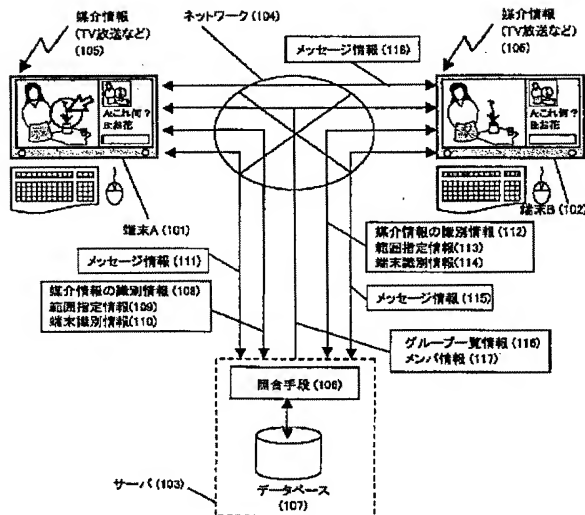 媒介情報
(TV放送など)
(105)
ネットワーク(104)
媒介情報
(TV放送など)
(106)
メッセージ情報(118)
A:これ何?
B:お花
A:これ何?
B:お花
端末A(101)
端末B(102)
メッセージ情報(111)
媒介情報の識別情報(108)
範囲指定情報(109)
端末識別情報(110)
媒介情報の識別情報(112)
範囲指定情報(113)
端末識別情報(114)
メッセージ情報(115)
グループ一覧情報(116)
メンバ情報(117)
照合手段(106)
サーバ(103)
データベース
(107)